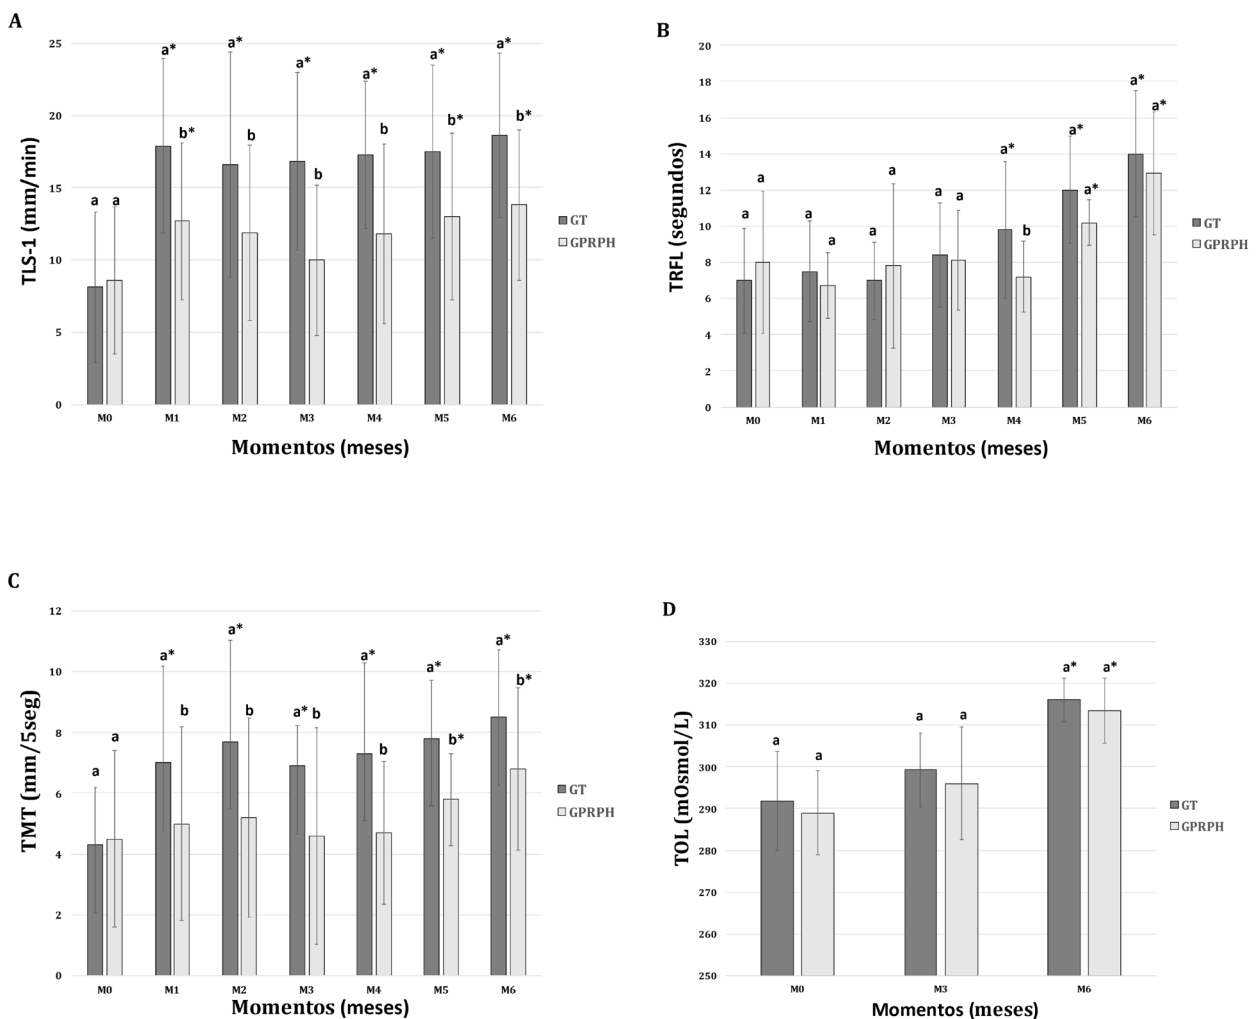 A
TLS-1 (mm/min)
25
20
15
10
5
0
a a a* b* a* b a* b a* b a* b* a* b*
M0 M1 M2 M3 M4 M5 M6
Momentos (meses)
GT
GPRPH
B
TRFL (segundos)
20
18
16
14
12
10
8
6
4
2
0
a a a a a a a* a a* b a* a* a* a*
M0 M1 M2 M3 M4 M5 M6
Momentos (meses)
GT
GPRPH
C
TMT (mm/5seg)
12
10
8
6
4
2
0
a a a* b a* b a* b a* b a* b* a* b*
M0 M1 M2 M3 M4 M5 M6
Momentos (meses)
GT
GPRPH
D
TOL (mOsmol/L)
330
320
310
300
290
280
270
260
250
a a a a a* a*
M0 M3 M6
Momentos (meses)
GT
GPRPH